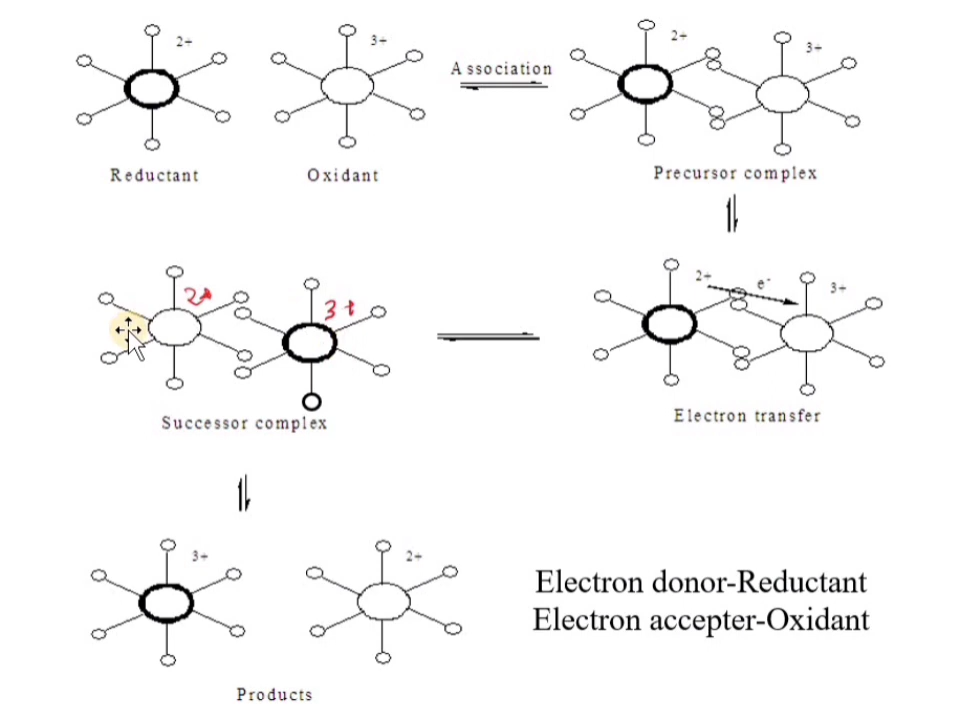 2+ 3+ Association 2+ 3+
Reductant Oxidant Precursor complex
2+ 3+ 2+ e- 3+
Successor complex Electron transfer
3+ 2+
Electron donor-Reductant
Electron accepter-Oxidant
Products